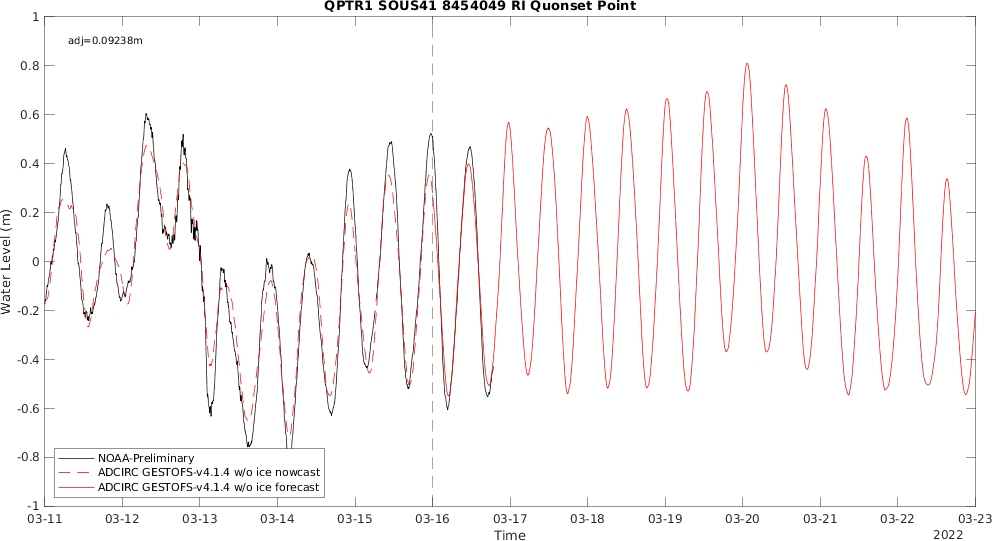 QPTR1 SOUS41 8454049 RI Quonset Point
adj=0.09238m
1
0.8
0.6
0.4
0.2
0
-0.2
-0.4
-0.6
-0.8
-1
Water Level (m)
NOAA-Preliminary
ADCIRC GESTOFS-v4.1.4 w/o ice nowcast
ADCIRC GESTOFS-v4.1.4 w/o ice forecast
03-11 03-12 03-13 03-14 03-15 03-16 03-17 03-18 03-19 03-20 03-21 03-22 03-23
Time
2022